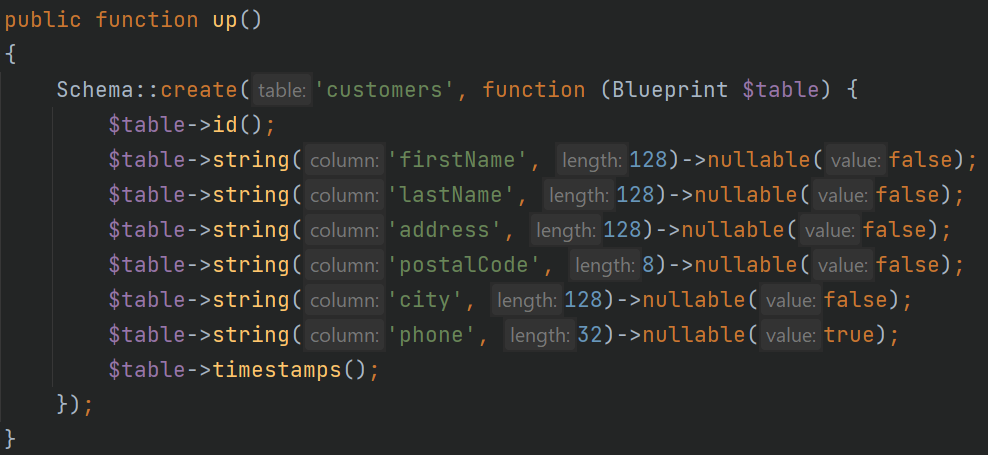 public function up()
{
    Schema::create( table: 'customers', function (Blueprint $table) {
        $table->id();
        $table->string( column: 'firstName', length: 128)->nullable( value: false);
        $table->string( column: 'lastName', length: 128)->nullable( value: false);
        $table->string( column: 'address', length: 128)->nullable( value: false);
        $table->string( column: 'postalCode', length: 8)->nullable( value: false);
        $table->string( column: 'city', length: 128)->nullable( value: false);
        $table->string( column: 'phone', length: 32)->nullable( value: true);
        $table->timestamps();
    });
}